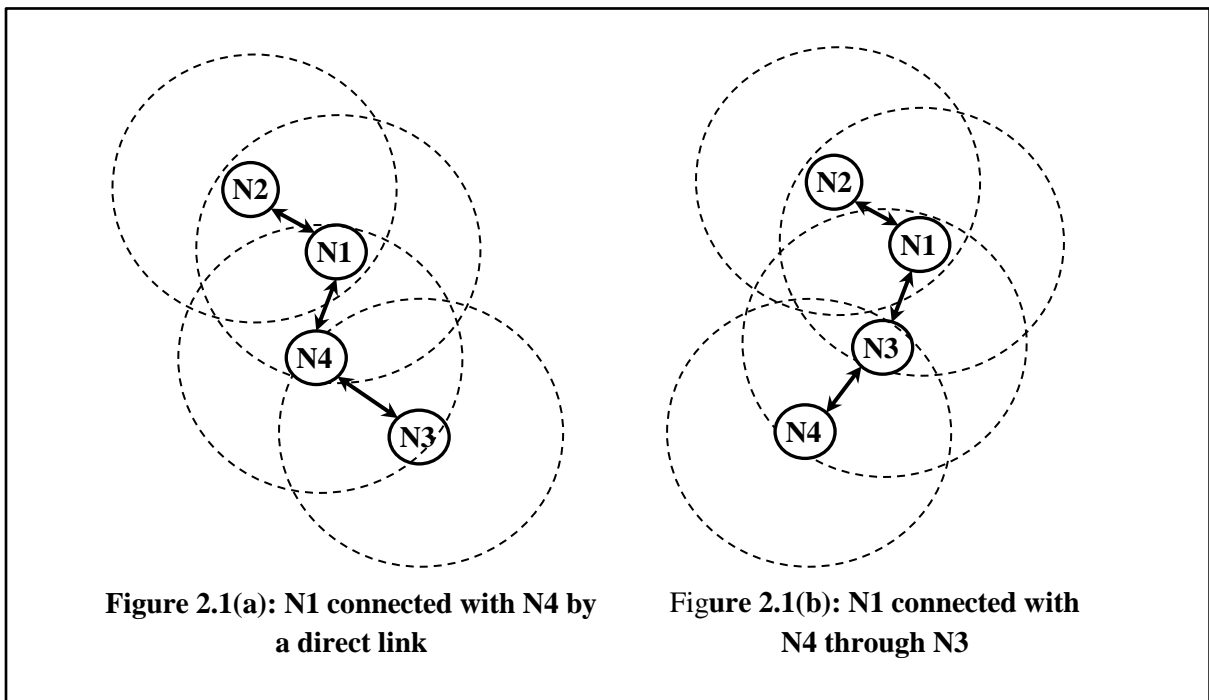 N2
N1
N4
N3
Figure 2.1(a): N1 connected with N4 by
a direct link
N2
N1
N3
N4
Figure 2.1(b): N1 connected with
N4 through N3